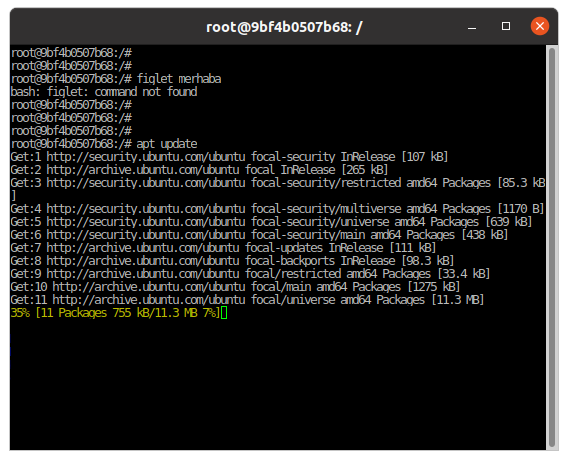 root@9bf4b0507b68: /
root@9bf4b0507b68:/#
root@9bf4b0507b68:/#
root@9bf4b0507b68:/# figlet merhaba
bash: figlet: command not found
root@9bf4b0507b68:/#
root@9bf4b0507b68:/#
root@9bf4b0507b68:/#
root@9bf4b0507b68:/# apt update
Get:1 http://security.ubuntu.com/ubuntu focal-security InRelease [107 kB]
Get:2 http://archive.ubuntu.com/ubuntu focal InRelease [265 kB]
Get:3 http://security.ubuntu.com/ubuntu focal-security/restricted amd64 Packages [85.3 kB
]
Get:4 http://security.ubuntu.com/ubuntu focal-security/multiverse amd64 Packages [1170 B]
Get:5 http://security.ubuntu.com/ubuntu focal-security/universe amd64 Packages [639 kB]
Get:6 http://security.ubuntu.com/ubuntu focal-security/main amd64 Packages [438 kB]
Get:7 http://archive.ubuntu.com/ubuntu focal-updates InRelease [111 kB]
Get:8 http://archive.ubuntu.com/ubuntu focal-backports InRelease [98.3 kB]
Get:9 http://archive.ubuntu.com/ubuntu focal/restricted amd64 Packages [33.4 kB]
Get:10 http://archive.ubuntu.com/ubuntu focal/main amd64 Packages [1275 kB]
Get:11 http://archive.ubuntu.com/ubuntu focal/universe amd64 Packages [11.3 MB]
35% [11 Packages 755 kB/11.3 MB 7%]